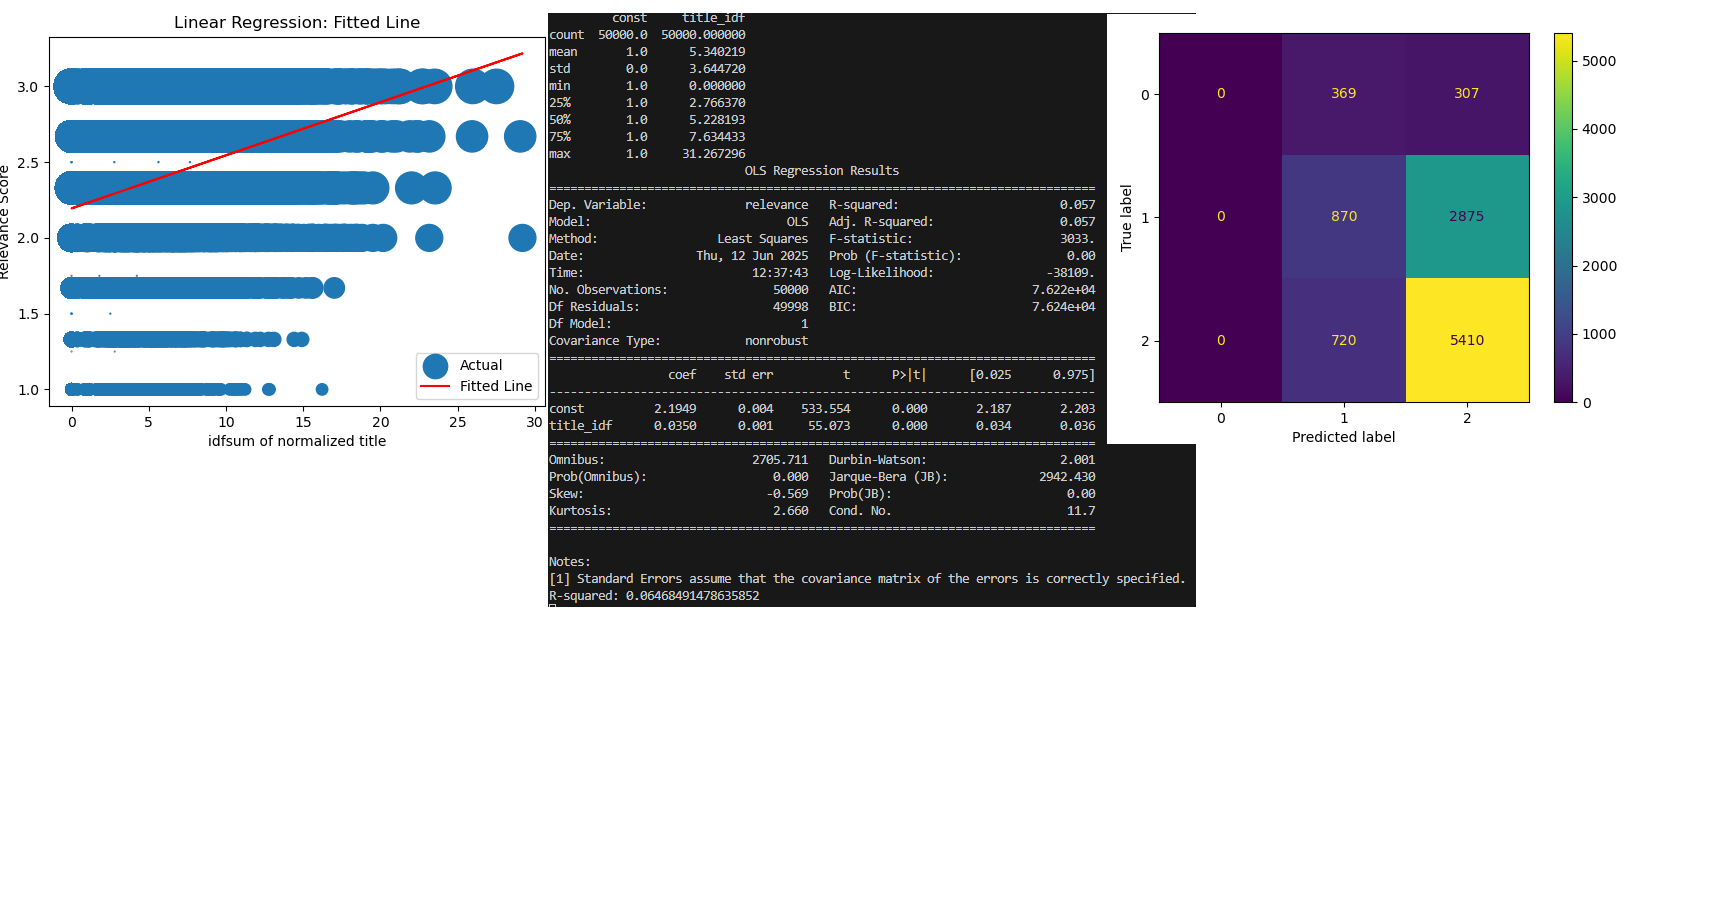 Linear Regression: Fitted Line
3.0
2.5
2.0
1.5
1.0
Relevance Score
0 5 10 15 20 25 30
idfsum of normalized title
Actual
Fitted Line
const title_idf
count 50000.0 50000.000000
mean 1.0 5.340219
std 0.0 3.644720
min 1.0 0.000000
25% 1.0 2.766370
50% 1.0 5.228193
75% 1.0 7.634433
max 1.0 31.267296
OLS Regression Results
==============================================================================
Dep. Variable: relevance R-squared: 0.057
Model: OLS Adj. R-squared: 0.057
Method: Least Squares F-statistic: 3033.
Date: Thu, 12 Jun 2025 Prob (F-statistic): 0.00
Time: 12:37:43 Log-Likelihood: -38109.
No. Observations: 50000 AIC: 7.622e+04
Df Residuals: 49998 BIC: 7.624e+04
Df Model: 1
Covariance Type: nonrobust
==============================================================================
coef std err t P>|t| [0.025 0.975]
------------------------------------------------------------------------------
const 2.1949 0.004 533.554 0.000 2.187 2.203
title_idf 0.0350 0.001 55.073 0.000 0.034 0.036
==============================================================================
Omnibus: 2705.711 Durbin-Watson: 2.001
Prob(Omnibus): 0.000 Jarque-Bera (JB): 2942.430
Skew: -0.569 Prob(JB): 0.00
Kurtosis: 2.660 Cond. No. 11.7
==============================================================================
Notes:
[1] Standard Errors assume that the covariance matrix of the errors is correctly specified.
R-squared: 0.06468491478635852
True label
0 0 369 307
1 0 870 2875
2 0 720 5410
0 1 2
Predicted label
5000
4000
3000
2000
1000
0